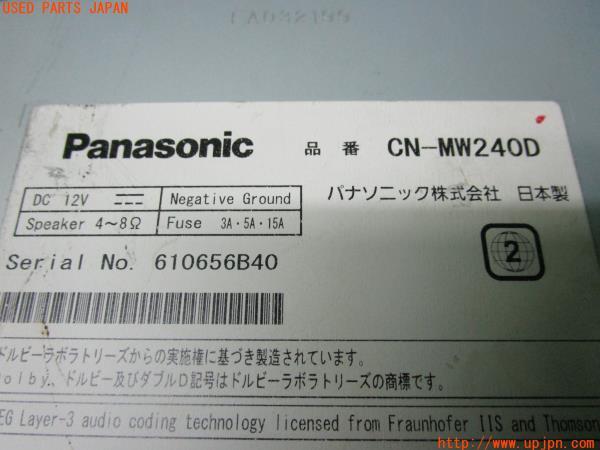 USED PARTS JAPAN
Panasonic 品番 CN-MW240D
DC 12V Negative Ground
Speaker 4~8Ω Fuse 3A・5A・15A
パナソニック株式会社 日本製
Serial No. 610656B40
2
ドルビーラボラトリーズからの実施権に基づき製造されています。
olby、ドルビー及びダブルD記号はドルビーラボラトリーズの商標です。
EG Layer-3 audio coding technology licensed from Fraunhofer IIS and Thomson
http://www.upjpn.com/